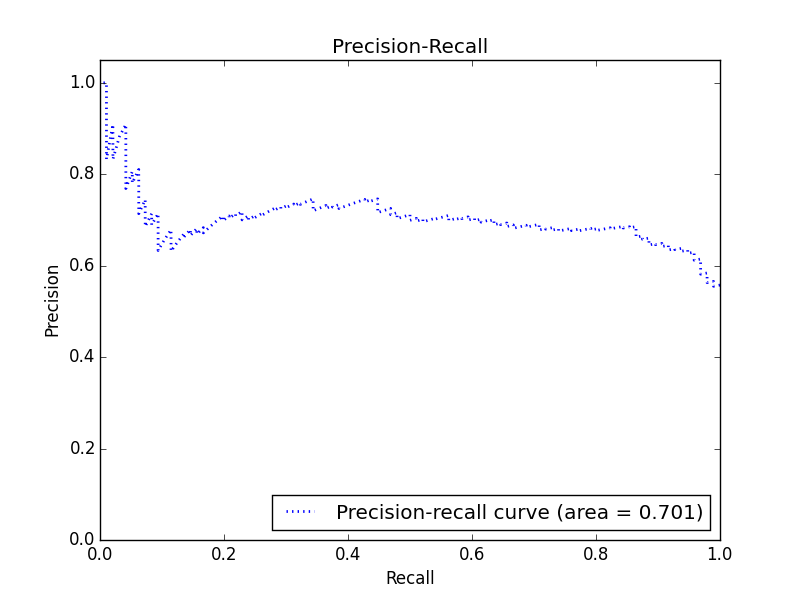 Precision-Recall
1.0
0.8
0.6
0.4
0.2
0.0
Precision
Precision-recall curve (area = 0.701)
0.0 0.2 0.4 0.6 0.8 1.0
Recall